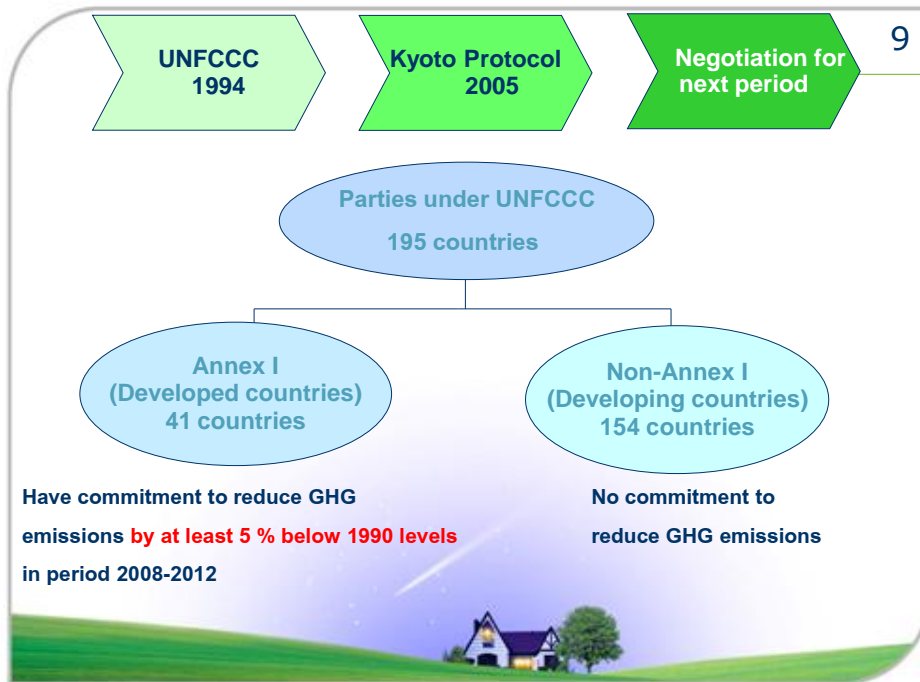 UNFCCC
1994
Kyoto Protocol
2005
Negotiation for
next period
9
Parties under UNFCCC
195 countries
Annex I
(Developed countries)
41 countries
Non-Annex I
(Developing countries)
154 countries
Have commitment to reduce GHG
emissions by at least 5 % below 1990 levels
in period 2008-2012
No commitment to
reduce GHG emissions